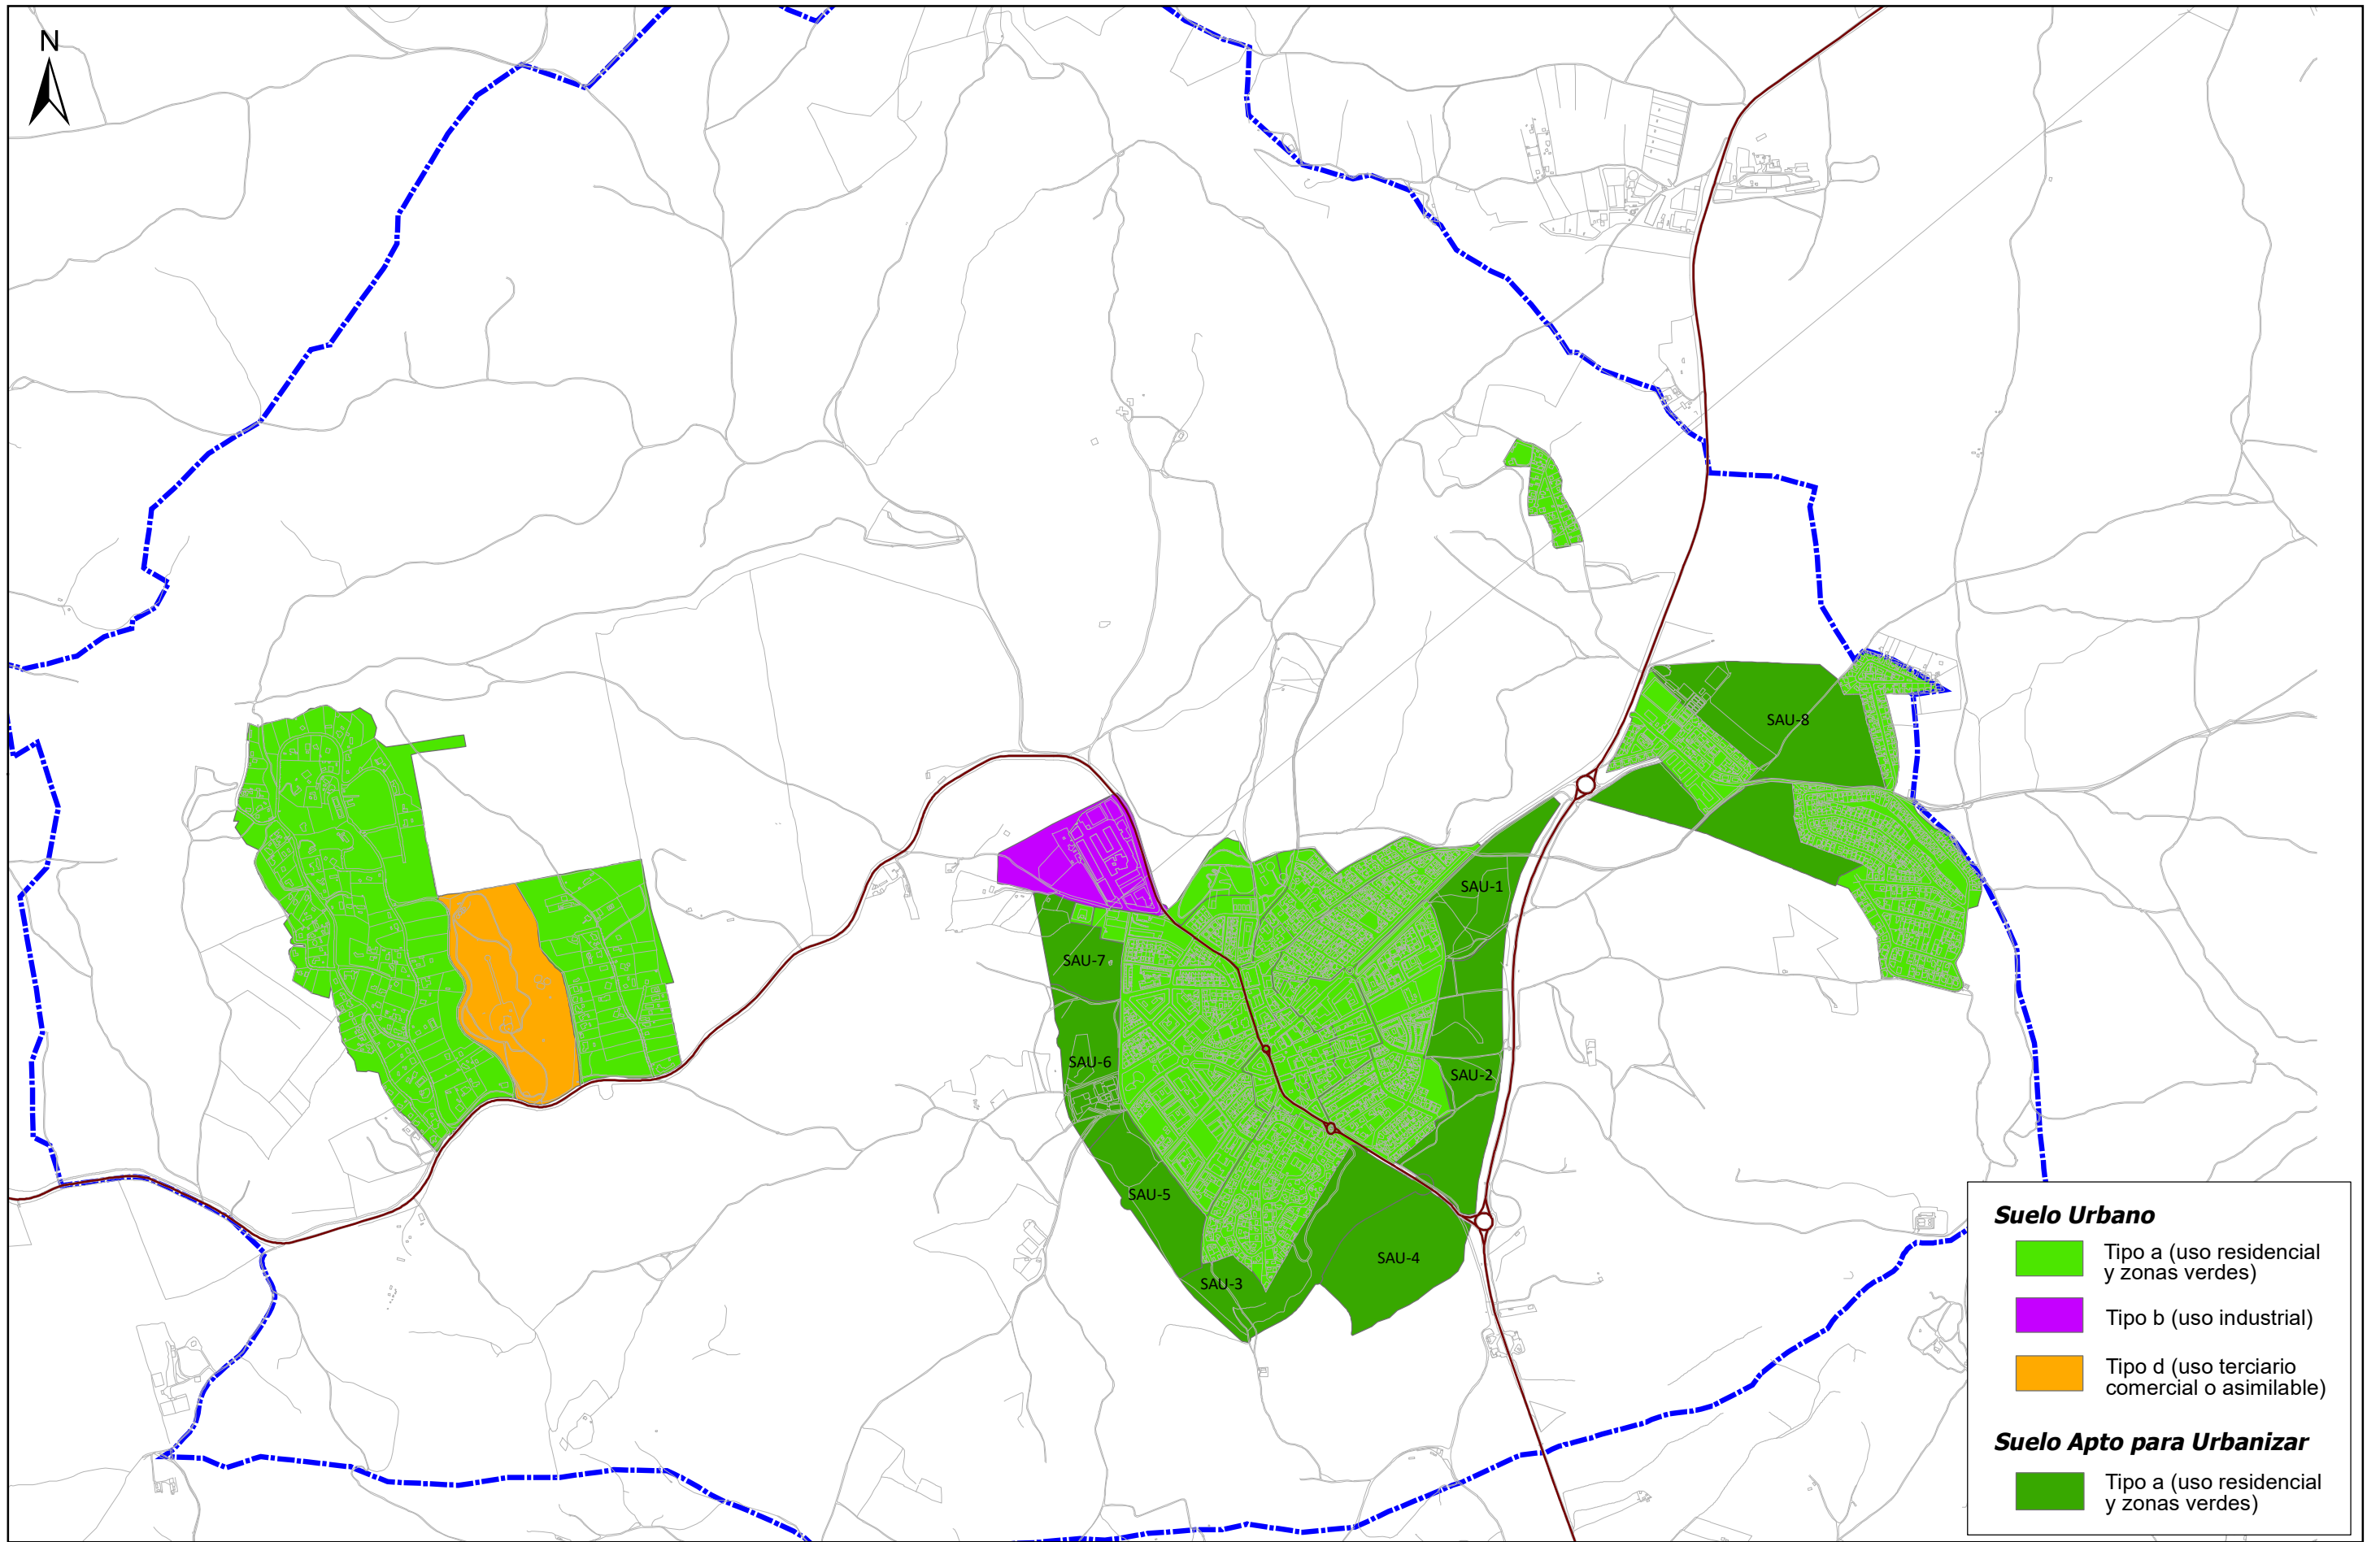 N
SAU-8
SAU-1
SAU-7
SAU-6
SAU-2
SAU-5
SAU-4
SAU-3
Suelo Urbano
Tipo a (uso residencial
y zonas verdes)
Tipo b (uso industrial)
Tipo d (uso terciario
comercial o asimilable)
Suelo Apto para Urbanizar
Tipo a (uso residencial
y zonas verdes)